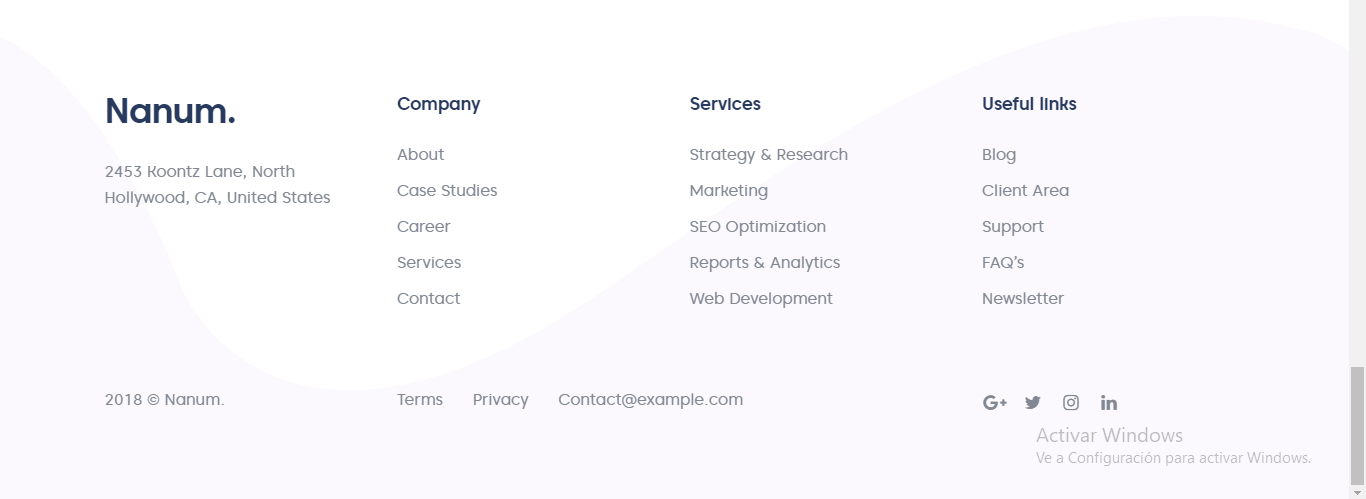 Nanum.
2453 Koontz Lane, North
Hollywood, CA, United States
Company
About
Case Studies
Career
Services
Contact
Services
Strategy & Research
Marketing
SEO Optimization
Reports & Analytics
Web Development
Useful links
Blog
Client Area
Support
FAQ’s
Newsletter
2018 © Nanum.
Terms Privacy Contact@example.com
G+ in
Activar Windows
Ve a Configuración para activar Windows.